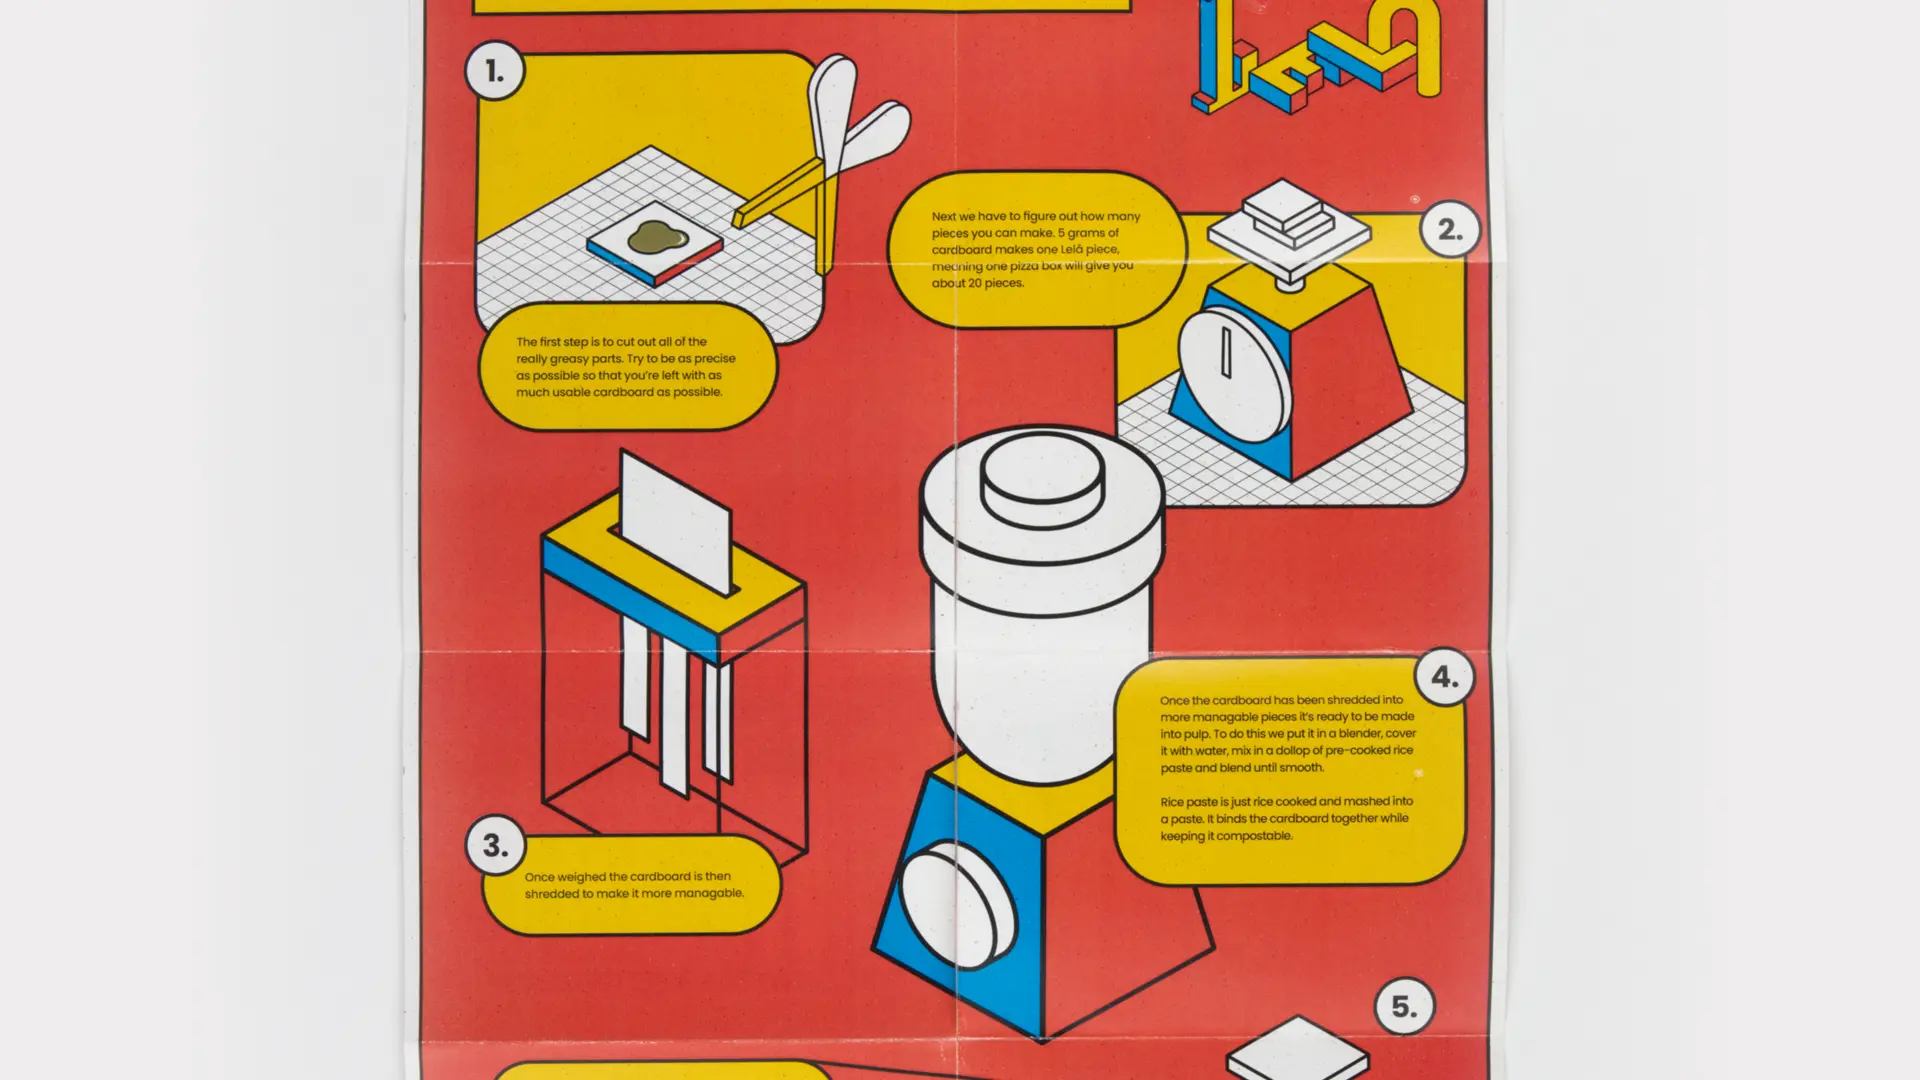 Lelå
1.
The first step is to cut out all of the
really greasy parts. Try to be as precise
as possible so that you're left with as
much usable cardboard as possible.
2.
Next we have to figure out how many
pieces you can make. 5 grams of
cardboard makes one Lelå piece,
meaning one pizza box will give you
about 20 pieces.
3.
Once weighed the cardboard is then
shredded to make it more managable.
4.
Once the cardboard has been shredded into
more managable pieces it's ready to be made
into pulp. To do this we put it in a blender, cover
it with water, mix in a dollop of pre-cooked rice
paste and blend until smooth.
Rice paste is just rice cooked and mashed into
a paste. It binds the cardboard together while
keeping it compostable.
5.